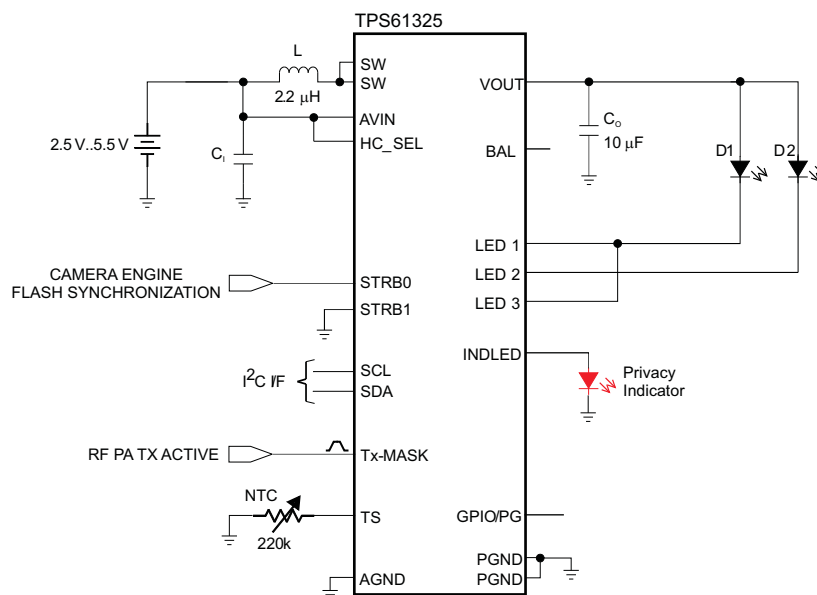 TPS61325
L
SW
SW
2.2 μH
VOUT
AVIN
HC_SEL
2.5 V..5.5 V
C_I
C_O
10 μF
BAL
D1
D2
LED 1
LED 2
LED 3
CAMERA ENGINE
FLASH SYNCHRONIZATION
STRB0
STRB1
INDLED
I²C I/F
SCL
SDA
Privacy
Indicator
RF PA TX ACTIVE
Tx-MASK
NTC
220k
TS
GPIO/PG
AGND
PGND
PGND